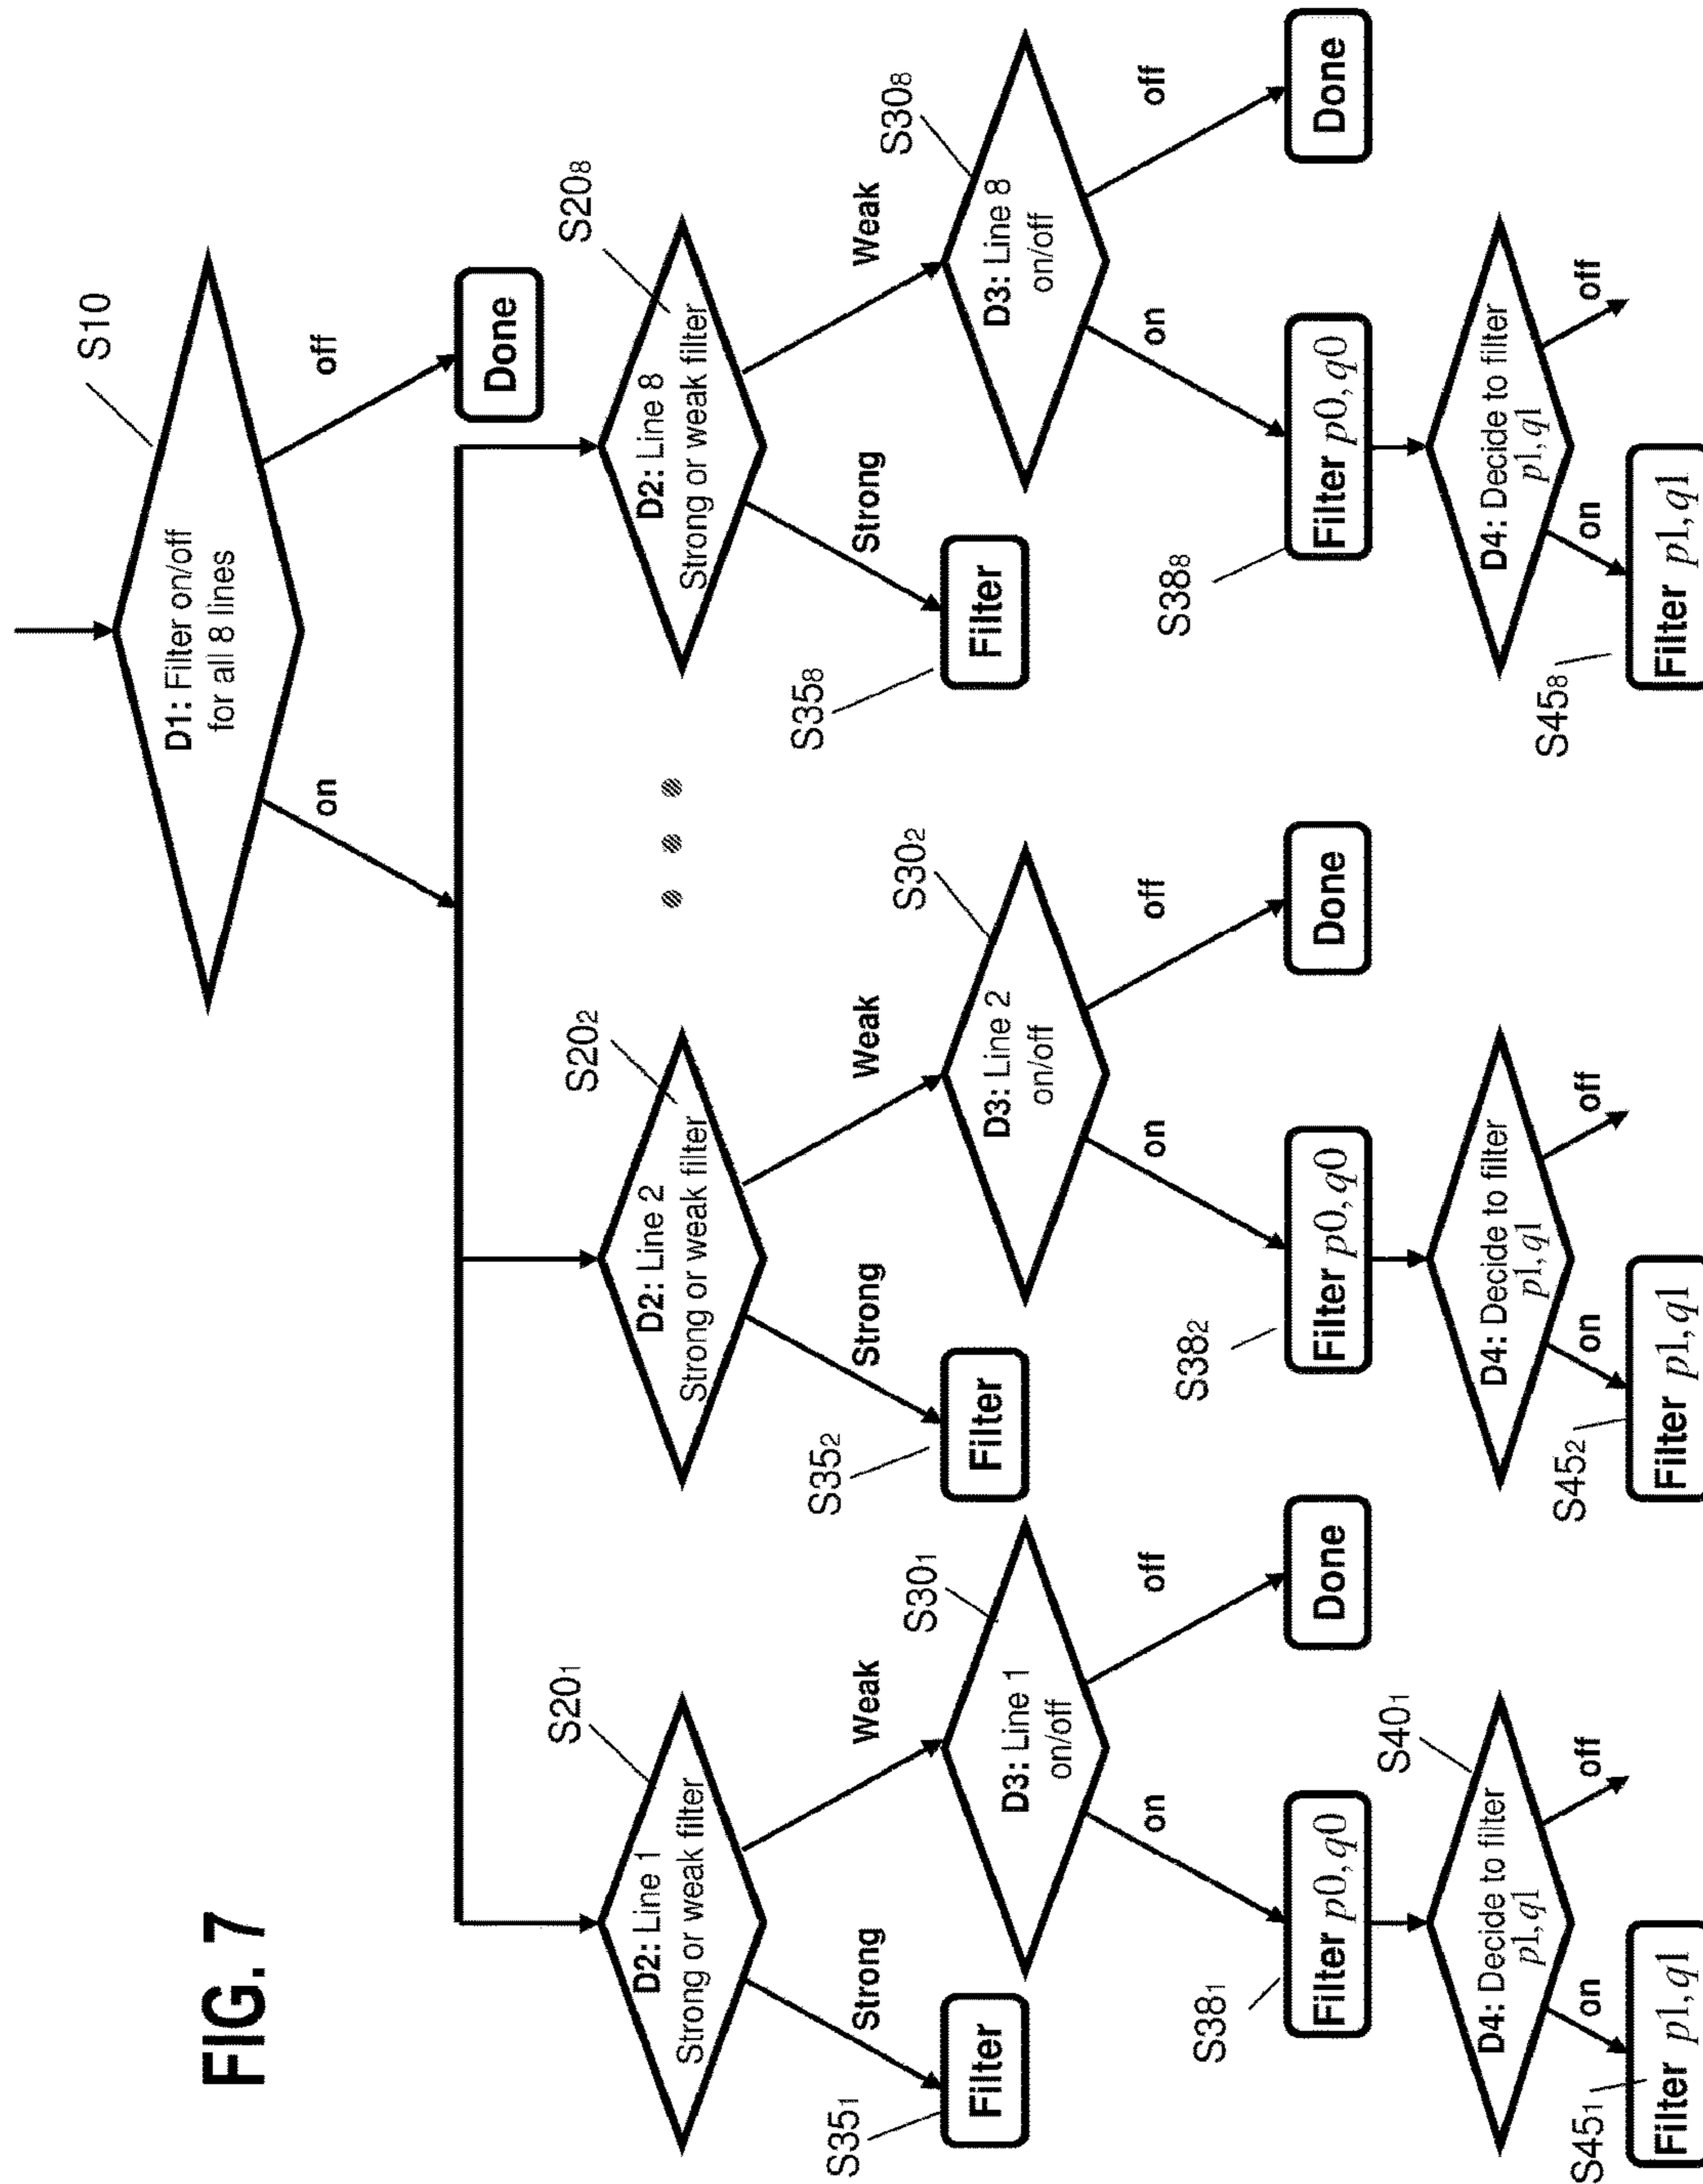 FIG. 7
S10
D1: Filter on/off
for all 8 lines
on
off
Done
S20₁
D2: Line 1
Strong or weak filter
S20₂
D2: Line 2
Strong or weak filter
S20₈
D2: Line 8
Strong or weak filter
Strong
Weak
Strong
Weak
Strong
Weak
S35₁
Filter
S30₁
D3: Line 1
on/off
S35₂
Filter
S30₂
D3: Line 2
on/off
S35₈
Filter
S30₈
D3: Line 8
on/off
on
off
on
off
on
off
S38₁
Filter p0, q0
Done
S38₂
Filter p0, q0
Done
S38₈
Filter p0, q0
Done
S40₁
D4: Decide to filter
p1, q1
D4: Decide to filter
p1, q1
D4: Decide to filter
p1, q1
on
off
on
off
on
off
S45₁
Filter p1, q1
S45₂
Filter p1, q1
S45₈
Filter p1, q1